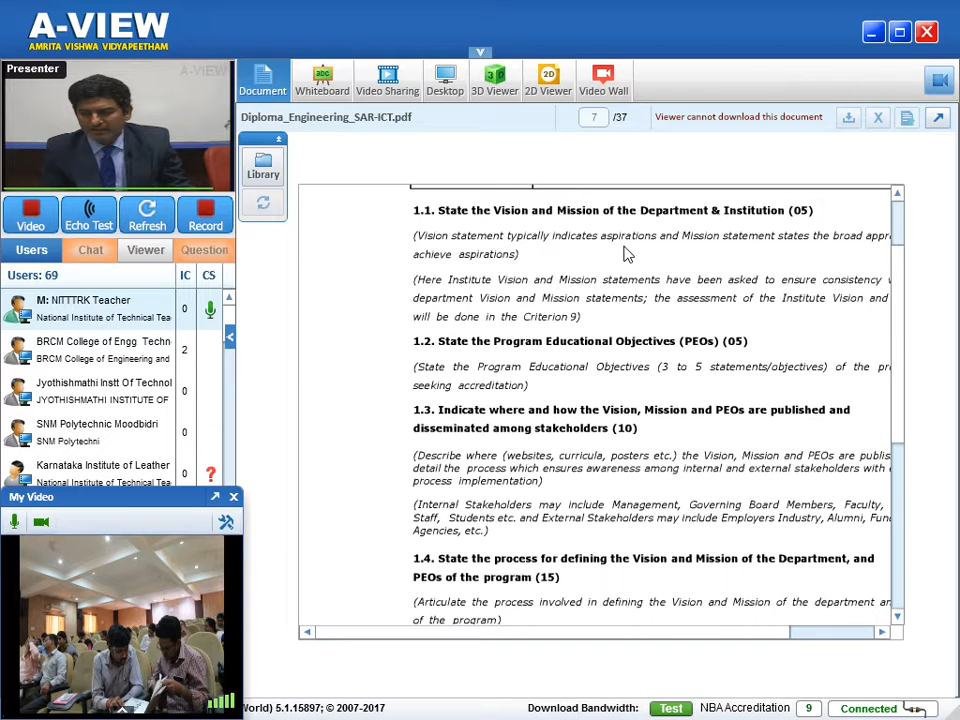 A-VIEW
AMRITA VISHWA VIDYAPEETHAM
Presenter
A-VIEW
Document
abc
Whiteboard
Video Sharing
Desktop
3D
3D Viewer
2D
2D Viewer
Video Wall
Diploma_Engineering_SAR-ICT.pdf
7 /37
Viewer cannot download this document
Library
Video
Echo Test
Refresh
Record
Users
Chat
Viewer
Question
Users: 69
IC
CS
M: NITTTRK Teacher
National Institute of Technical Tea
0
BRCM College of Engg Techn
BRCM College of Engineering and
2
Jyothishmathi Instt Of Technol
JYOTHISHMATHI INSTITUTE OF
0
SNM Polytechnic Moodbidri
SNM Polytechni
0
Karnataka Institute of Leather
National Institute of Technical Tea
0
?
My Video
1.1. State the Vision and Mission of the Department & Institution (05)
(Vision statement typically indicates aspirations and Mission statement states the broad appr
achieve aspirations)
(Here Institute Vision and Mission statements have been asked to ensure consistency w
department Vision and Mission statements; the assessment of the Institute Vision and
will be done in the Criterion 9)
1.2. State the Program Educational Objectives (PEOs) (05)
(State the Program Educational Objectives (3 to 5 statements/objectives) of the pr
seeking accreditation)
1.3. Indicate where and how the Vision, Mission and PEOs are published and
disseminated among stakeholders (10)
(Describe where (websites, curricula, posters etc.) the Vision, Mission and PEOs are publis
detail the process which ensures awareness among internal and external stakeholders with
process implementation)
(Internal Stakeholders may include Management, Governing Board Members, Faculty,
Staff, Students etc. and External Stakeholders may include Employers Industry, Alumni, Fun
Agencies, etc.)
1.4. State the process for defining the Vision and Mission of the Department, and
PEOs of the program (15)
(Articulate the process involved in defining the Vision and Mission of the department an
of the program)
World) 5.1.15897; © 2007-2017
Download Bandwidth:
Test
NBA Accreditation
9
Connected